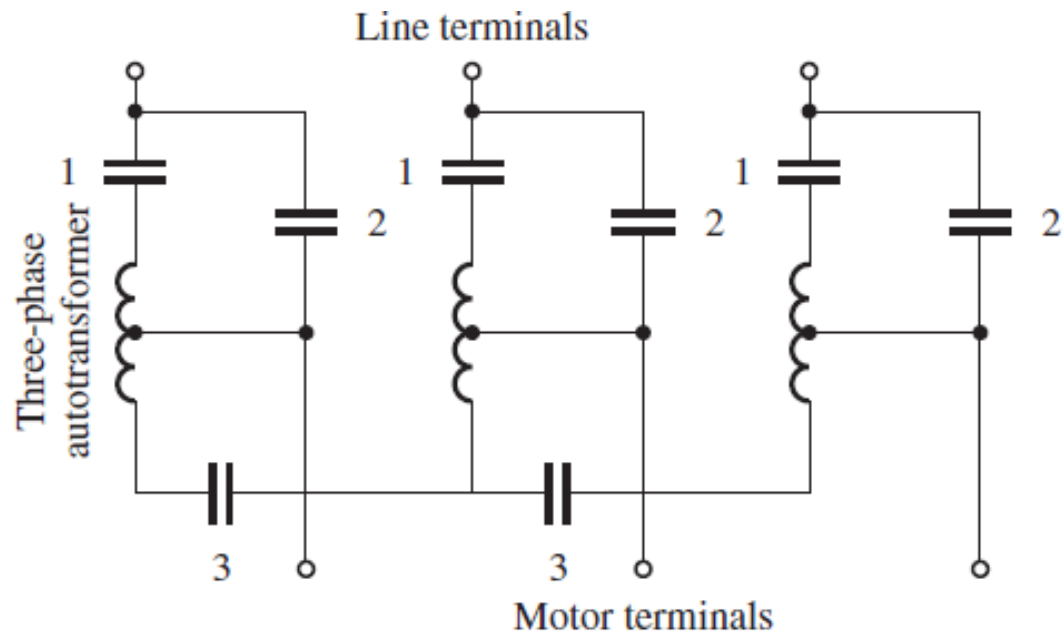 Line terminals
1
2
1
2
1
2
Three-phase
autotransformer
3
3
Motor terminals